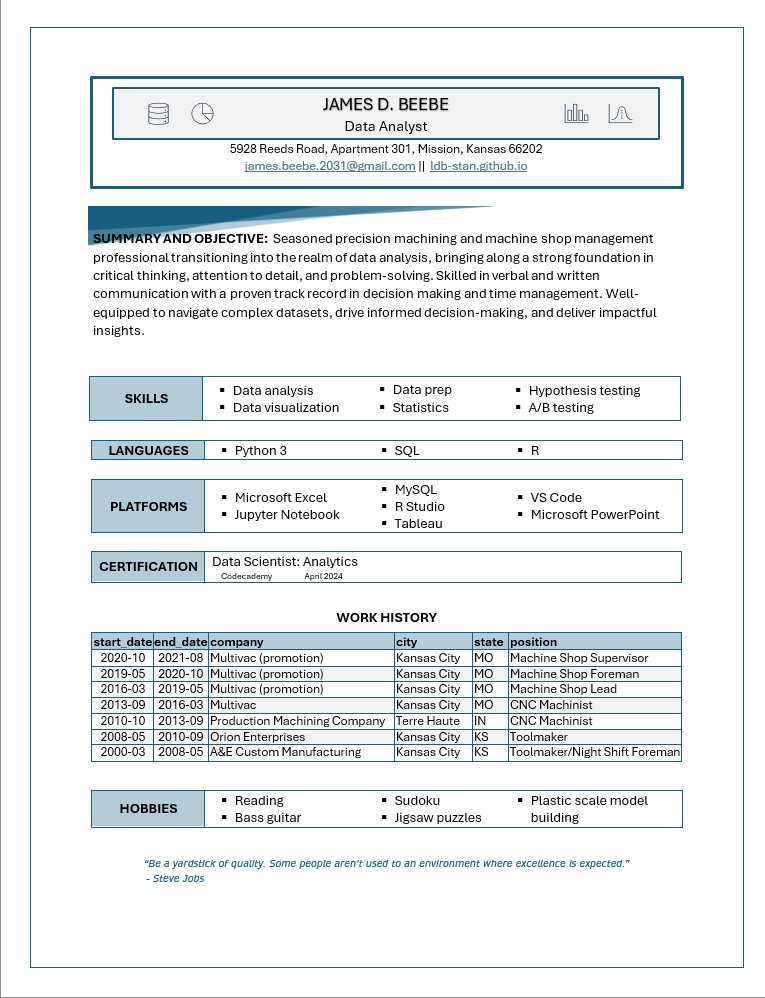 JAMES D. BEEBE
Data Analyst
5928 Reeds Road, Apartment 301, Mission, Kansas 66202
james.beebe.2031@gmail.com || ldb-stan.github.io
SUMMARY AND OBJECTIVE: Seasoned precision machining and machine shop management
professional transitioning into the realm of data analysis, bringing along a strong foundation in
critical thinking, attention to detail, and problem-solving. Skilled in verbal and written
communication with a proven track record in decision making and time management. Well-
equipped to navigate complex datasets, drive informed decision-making, and deliver impactful
insights.
SKILLS
▪ Data analysis ▪ Data prep ▪ Hypothesis testing
▪ Data visualization ▪ Statistics ▪ A/B testing
LANGUAGES ▪ Python 3 ▪ SQL ▪ R
PLATFORMS
▪ Microsoft Excel
▪ Jupyter Notebook
▪ MySQL
▪ R Studio
▪ Tableau
▪ VS Code
▪ Microsoft PowerPoint
CERTIFICATION Data Scientist: Analytics
Codecademy April 2024
WORK HISTORY
start_date end_date company city state position
2020-10 2021-08 Multivac (promotion) Kansas City MO Machine Shop Supervisor
2019-05 2020-10 Multivac (promotion) Kansas City MO Machine Shop Foreman
2016-03 2019-05 Multivac (promotion) Kansas City MO Machine Shop Lead
2013-09 2016-03 Multivac Kansas City MO CNC Machinist
2010-10 2013-09 Production Machining Company Terre Haute IN CNC Machinist
2008-05 2010-09 Orion Enterprises Kansas City KS Toolmaker
2000-03 2008-05 A&E Custom Manufacturing Kansas City KS Toolmaker/Night Shift Foreman
HOBBIES
▪ Reading ▪ Sudoku ▪ Plastic scale model
▪ Bass guitar ▪ Jigsaw puzzles building
“Be a yardstick of quality. Some people aren’t used to an environment where excellence is expected.”
- Steve Jobs